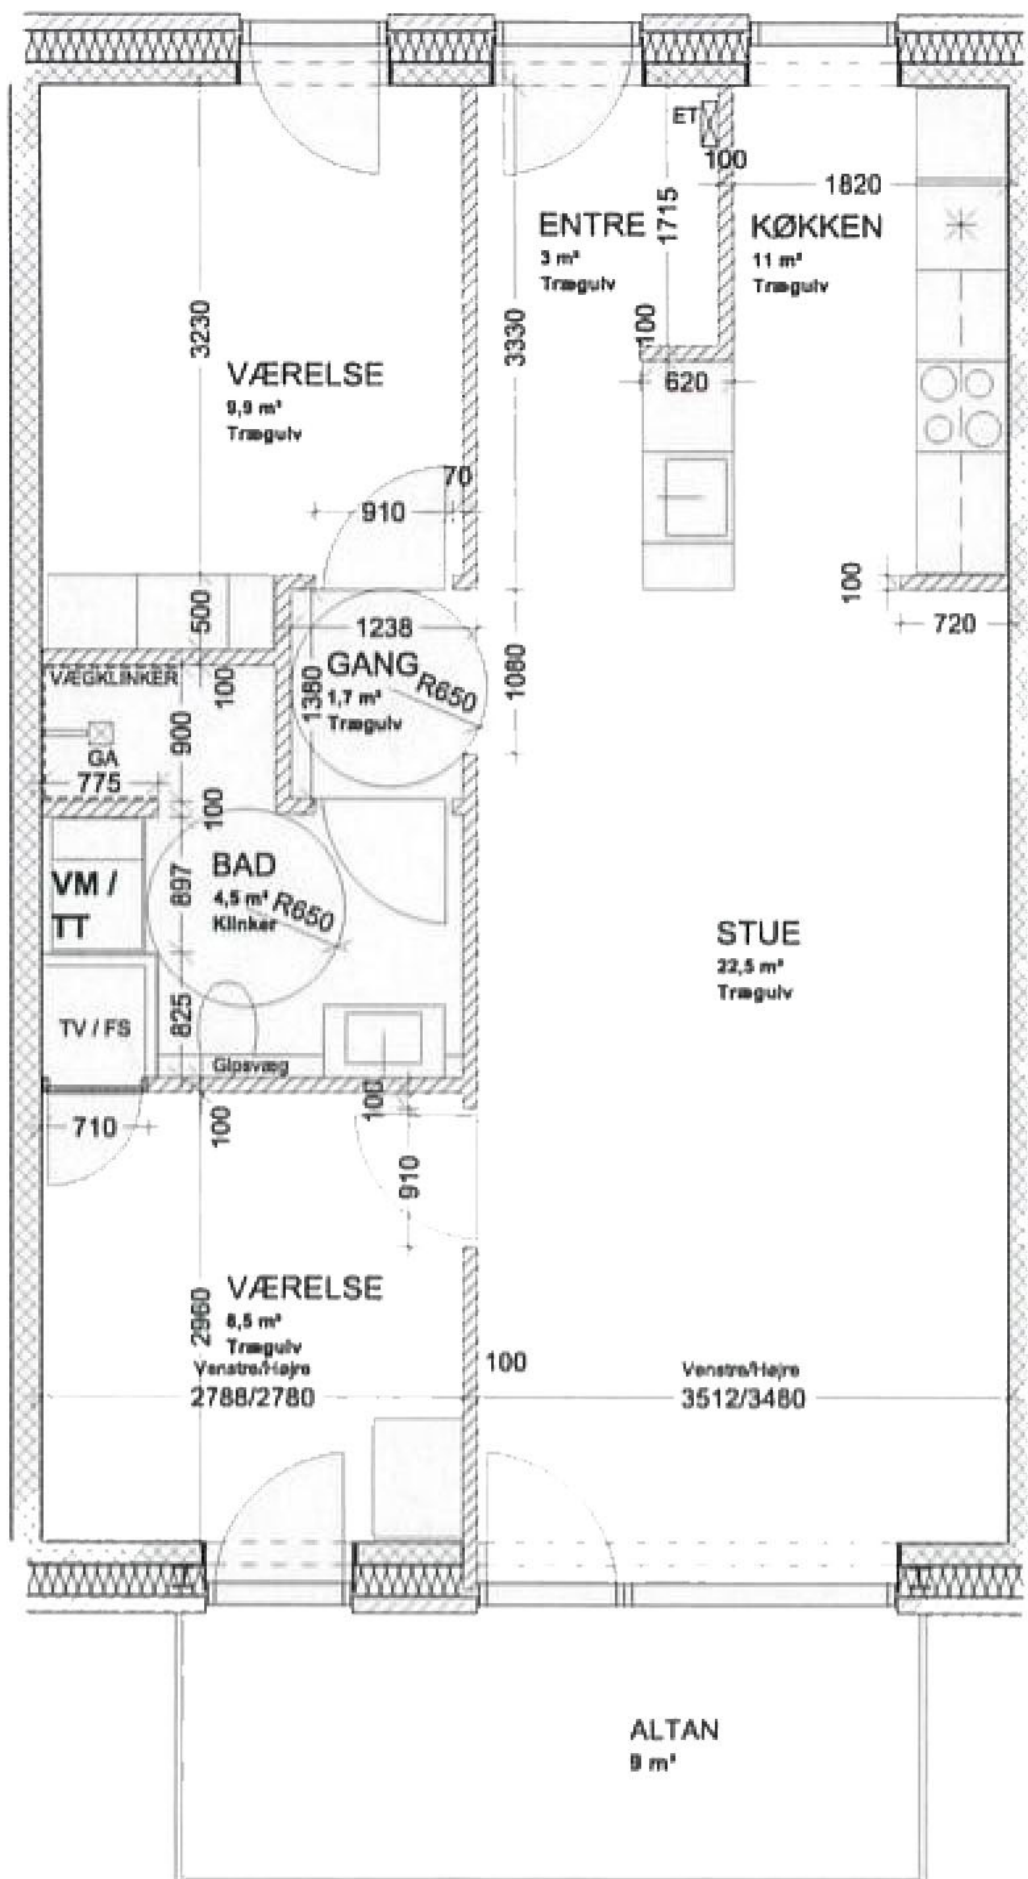 ET
100
1820
ENTRE
3 m²
Trægulv
1715
KØKKEN
11 m²
Trægulv
3230
3330
100
620
VÆRELSE
9,9 m²
Trægulv
70
910
500
100
720
1238
GANG
1,7 m²
Trægulv
R650
1380
1080
VÆGKLINKER
100
900
GA
775
100
BAD
4,5 m²
Klinker
R650
VM /
TT
897
STUE
22,5 m²
Trægulv
TV / FS
825
Gipsvæg
710
100
100
910
VÆRELSE
8,5 m²
Trægulv
2960
Venstre/Højre
2788/2780
100
Venstre/Højre
3512/3480
ALTAN
9 m²